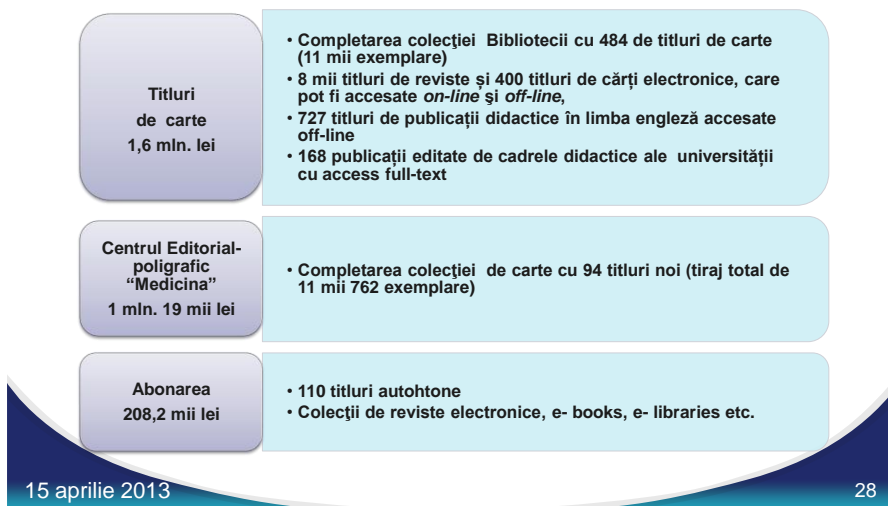 Titluri
de carte
1,6 mln. lei
• Completarea colecţiei Bibliotecii cu 484 de titluri de carte
(11 mii exemplare)
• 8 mii titluri de reviste și 400 titluri de cărți electronice, care
pot fi accesate on-line şi off-line,
• 727 titluri de publicații didactice în limba engleză accesate
off-line
• 168 publicații editate de cadrele didactice ale universității
cu access full-text
Centrul Editorial-
poligrafic
“Medicina”
1 mln. 19 mii lei
• Completarea colecţiei de carte cu 94 titluri noi (tiraj total de
11 mii 762 exemplare)
Abonarea
208,2 mii lei
• 110 titluri autohtone
• Colecţii de reviste electronice, e- books, e- libraries etc.
15 aprilie 2013
28